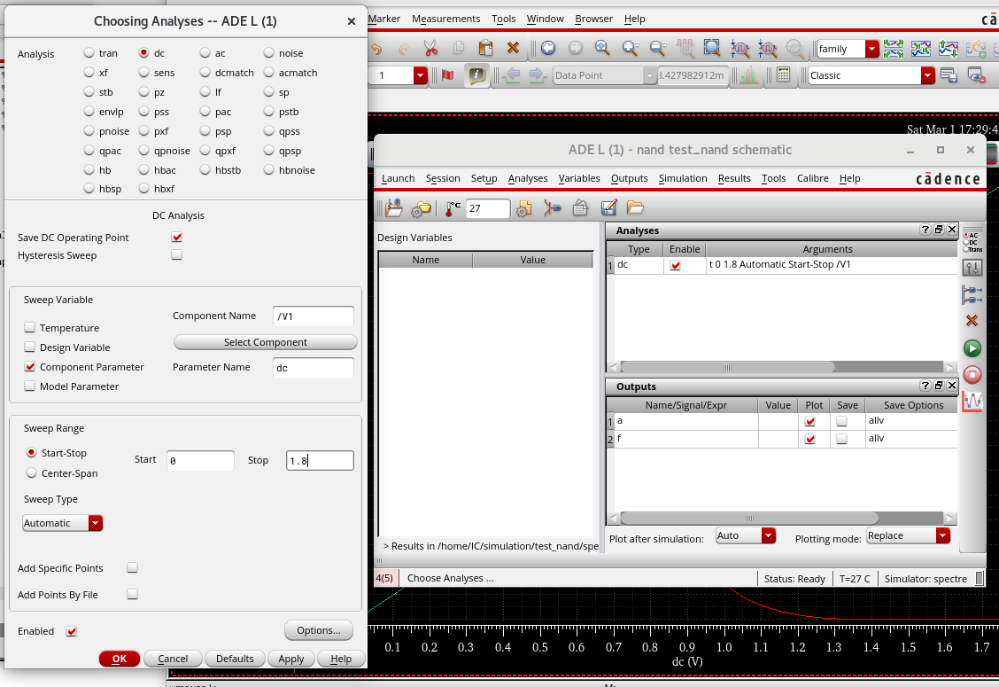 Choosing Analyses -- ADE L (1)
Analysis
tran dc ac noise
xf sens dcmatch acmatch
stb pz lf sp
envlp pss pac pstb
pnoise pxf psp qpss
qpac qpnoise qpxf qpsp
hb hbac hbstb hbnoise
hbsp hbxf
DC Analysis
Save DC Operating Point
Hysteresis Sweep
Sweep Variable
Temperature
Design Variable
Component Parameter
Model Parameter
Component Name /V1
Select Component
Parameter Name dc
Sweep Range
Start-Stop
Center-Span
Start 0 Stop 1.8
Sweep Type
Automatic
Add Specific Points
Add Points By File
Enabled
Options...
OK Cancel Defaults Apply Help
Marker Measurements Tools Window Browser Help
cā
family
1 Data Point 3.427982912m Classic
Sat Mar 1 17:29:4
ADE L (1) - nand test_nand schematic
Launch Session Setup Analyses Variables Outputs Simulation Results Tools Calibre Help
cādence
27
Design Variables
Name Value
> Results in /home/IC/simulation/test_nand/spe
Analyses
Type Enable Arguments
1 dc t 0 1.8 Automatic Start-Stop /V1
Outputs
Name/Signal/Expr Value Plot Save Save Options
1 a allv
2 f allv
Plot after simulation: Auto Plotting mode: Replace
AC
DC
Trans
4(5) Choose Analyses ... Status: Ready T=27 C Simulator: spectre
0.1 0.2 0.3 0.4 0.5 0.6 0.7 0.8 0.9 1.0 1.1 1.2 1.3 1.4 1.5 1.6 1.7
dc (V)